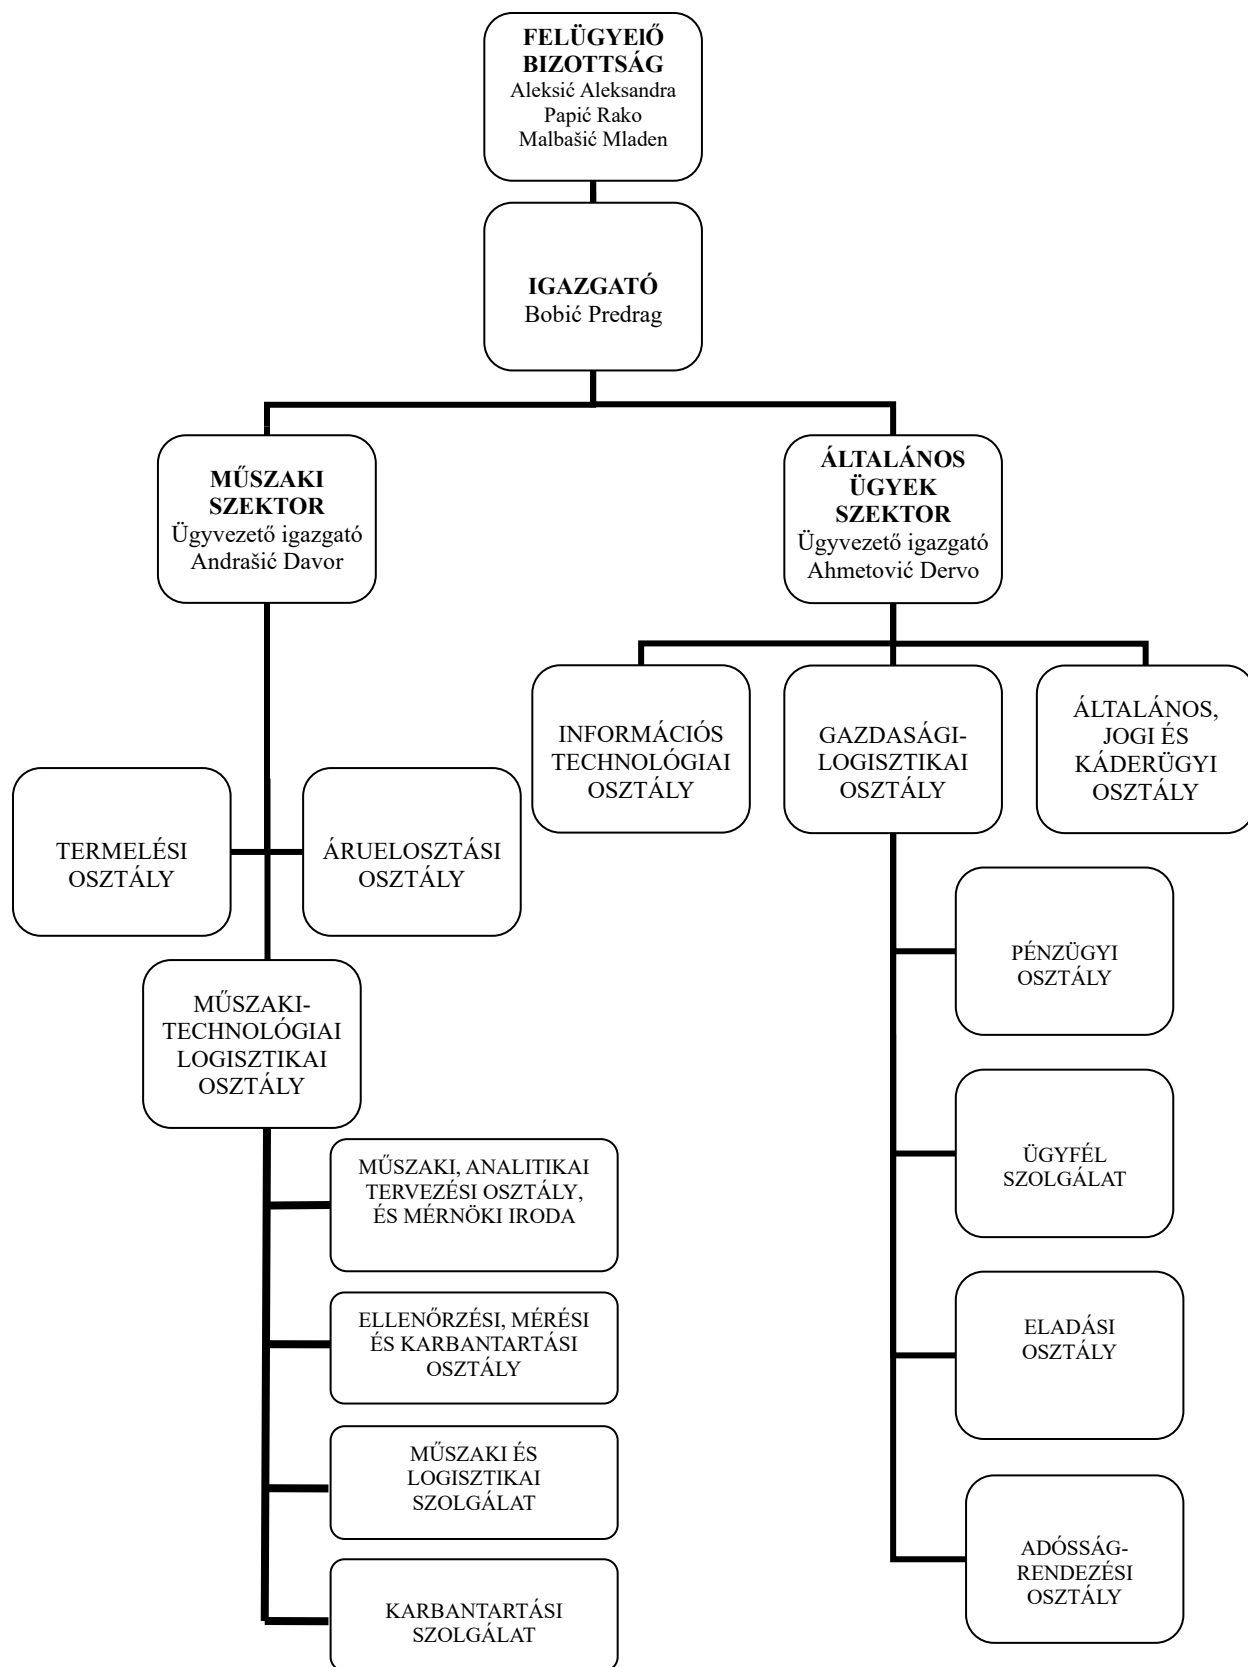 FELÜGYElŐ
BIZOTTSÁG
Aleksić Aleksandra
Papić Rako
Malbašić Mladen
IGAZGATÓ
Bobić Predrag
MŰSZAKI
SZEKTOR
Ügyvezető igazgató
Andrašić Davor
ÁLTALÁNOS
ÜGYEK
SZEKTOR
Ügyvezető igazgató
Ahmetović Dervo
INFORMÁCIÓS
TECHNOLÓGIAI
OSZTÁLY
GAZDASÁGI-
LOGISZTIKAI
OSZTÁLY
ÁLTALÁNOS,
JOGI ÉS
KÁDERÜGYI
OSZTÁLY
TERMELÉSI
OSZTÁLY
ÁRUELOSZTÁSI
OSZTÁLY
MŰSZAKI-
TECHNOLÓGIAI
LOGISZTIKAI
OSZTÁLY
MŰSZAKI, ANALITIKAI
TERVEZÉSI OSZTÁLY,
ÉS MÉRNÖKI IRODA
ELLENŐRZÉSI, MÉRÉSI
ÉS KARBANTARTÁSI
OSZTÁLY
MŰSZAKI ÉS
LOGISZTIKAI
SZOLGÁLAT
KARBANTARTÁSI
SZOLGÁLAT
PÉNZÜGYI
OSZTÁLY
ÜGYFÉL
SZOLGÁLAT
ELADÁSI
OSZTÁLY
ADÓSSÁG-
RENDEZÉSI
OSZTÁLY